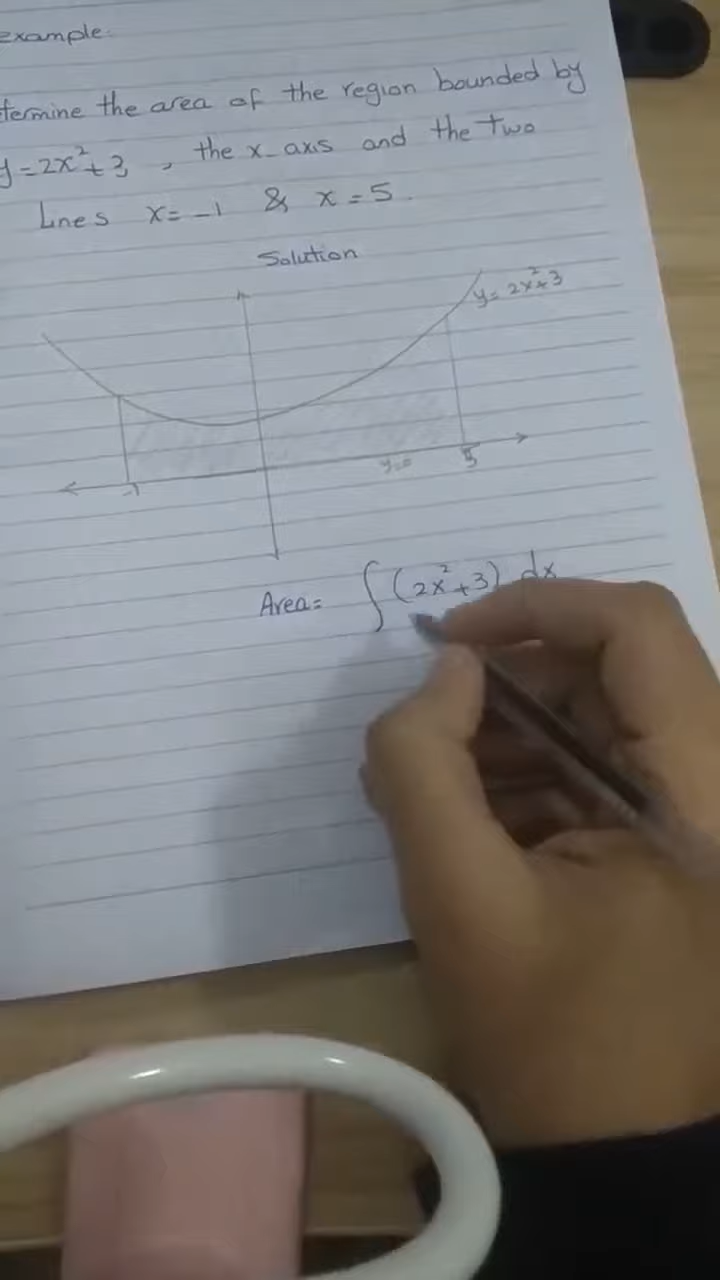 example:
termine the area of the region bounded by
y = 2x² + 3, the x-axis and the two
Lines x = -1 & x = 5.
Solution
y = 2x² + 3
-1 y=0 5
Area = ∫ (2x² + 3) dx